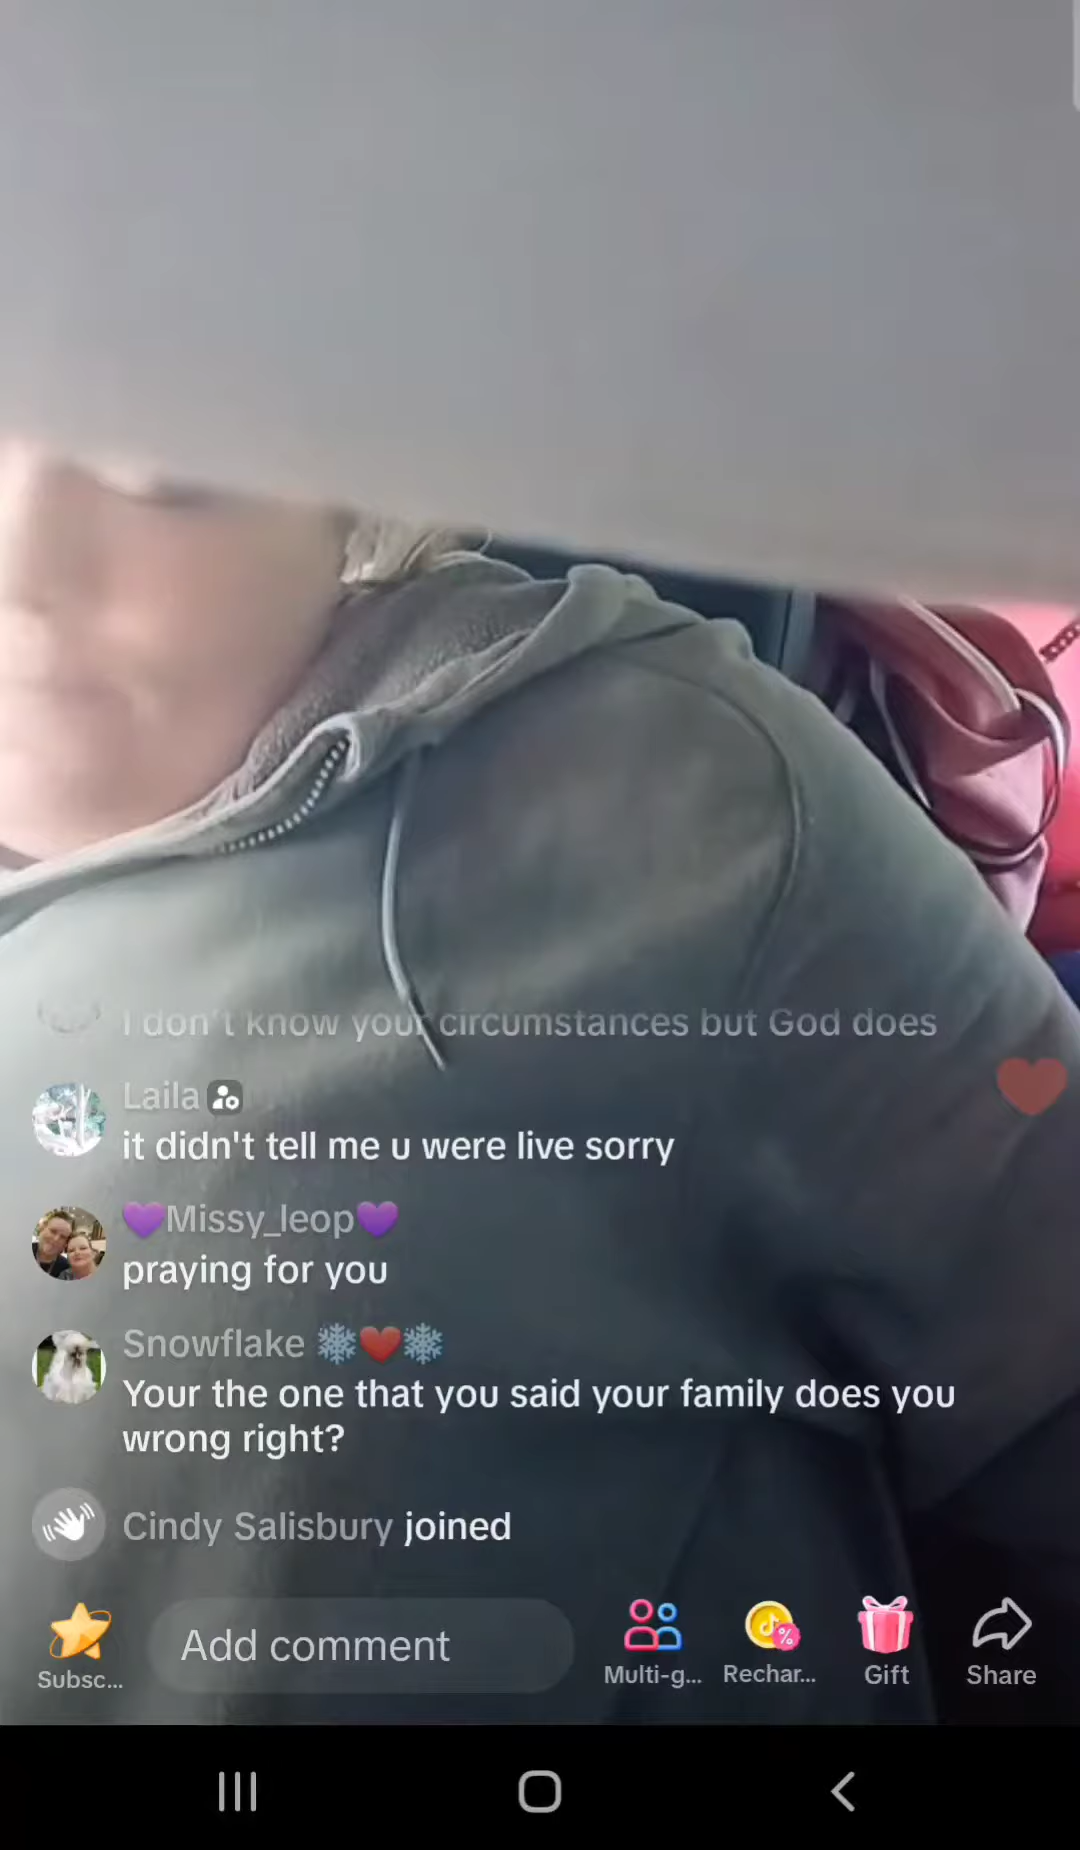 I don't know your circumstances but God does
Laila
it didn't tell me u were live sorry
💜Missy_leop💜
praying for you
Snowflake ❄️❤️❄️
Your the one that you said your family does you
wrong right?
Cindy Salisbury joined
Add comment
Subsc...
Multi-g...
Rechar...
Gift
Share